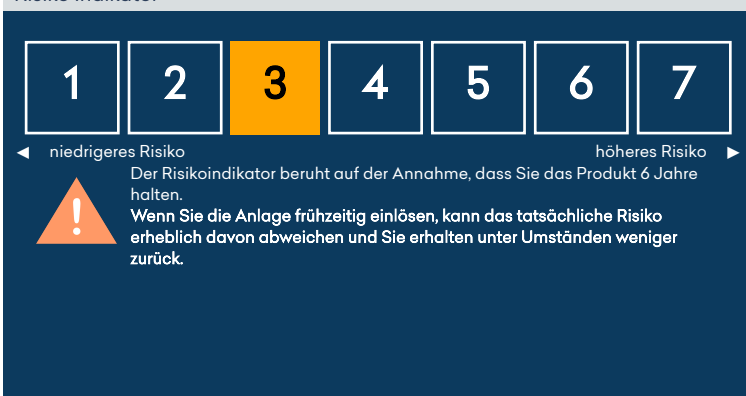 Risiko-Indikator
1 2 3 4 5 6 7
◄ niedrigeres Risiko höheres Risiko ►
Der Risikoindikator beruht auf der Annahme, dass Sie das Produkt 6 Jahre
halten.
!
Wenn Sie die Anlage frühzeitig einlösen, kann das tatsächliche Risiko
erheblich davon abweichen und Sie erhalten unter Umständen weniger
zurück.